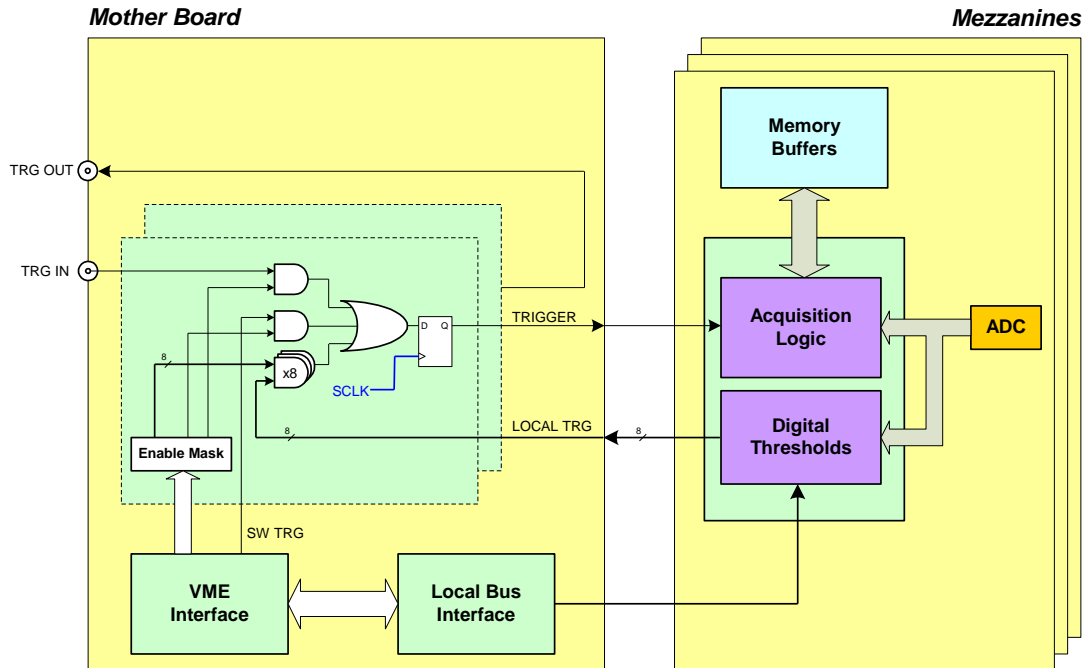 Mother Board
Mezzanines
Memory
Buffers
TRG OUT
TRG IN
D Q
TRIGGER
Acquisition
Logic
ADC
8
x8
SCLK
LOCAL TRG
8
8
Digital
Thresholds
Enable Mask
SW TRG
VME
Interface
Local Bus
Interface